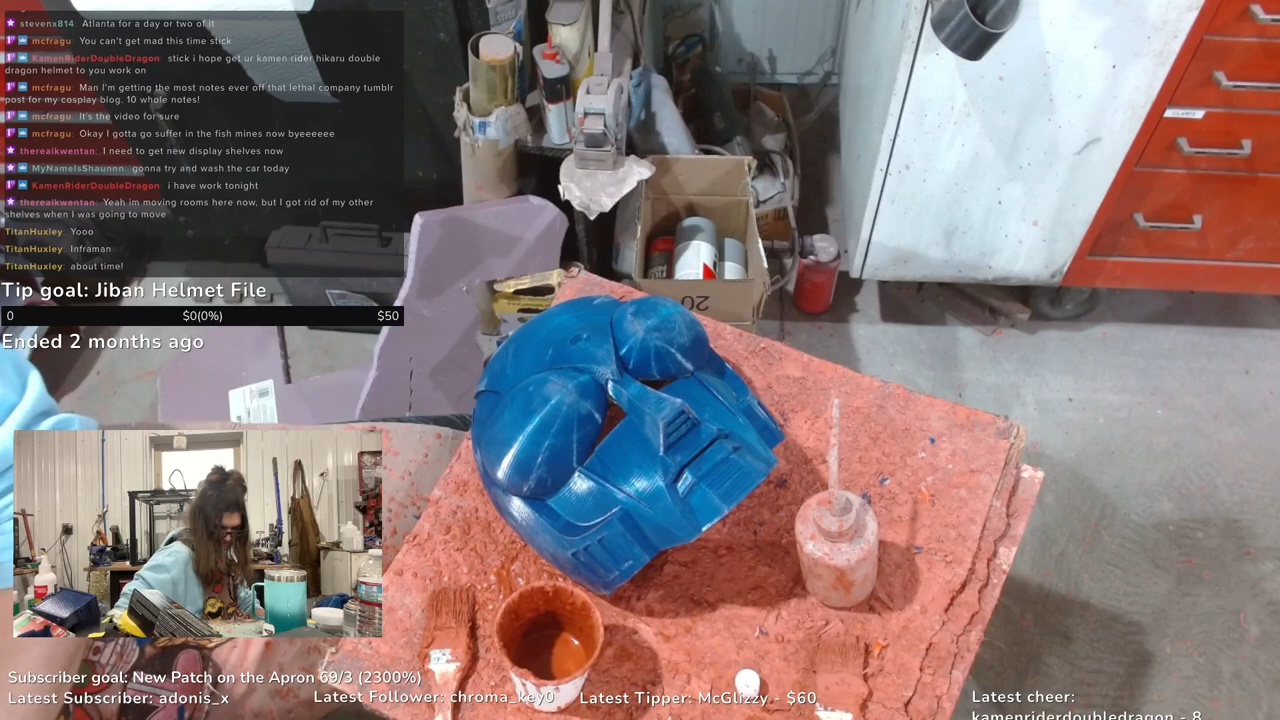 stevenx814 Atlanta for a day or two of it
mcfragu: You can't get mad this time stick
KamenRiderDoubleDragon: stick i hope get ur kamen rider hikaru double
dragon helmet to you work on
mcfragu: Man I'm getting the most notes ever off that lethal company tumblr
post for my cosplay blog. 10 whole notes!
mcfragu: It's the video for sure
mcfragu: Okay I gotta go suffer in the fish mines now byeeeeee
therealkwentan: I need to get new display shelves now
MyNameIsShaunnn: gonna try and wash the car today
KamenRiderDoubleDragon: i have work tonight
therealkwentan: Yeah im moving rooms here now, but I got rid of my other
shelves when I was going to move
TitanHuxley: Yooo
TitanHuxley: Inframan
TitanHuxley: about time!
Tip goal: Jiban Helmet File
0 $0(0%) $50
Ended 2 months ago
20
Subscriber goal: New Patch on the Apron 69/3 (2300%)
Latest Subscriber: adonis_x
Latest Follower: chroma_key0
Latest Tipper: McGlizzy - $60
Latest cheer:
kamenriderdoubledragon - 8